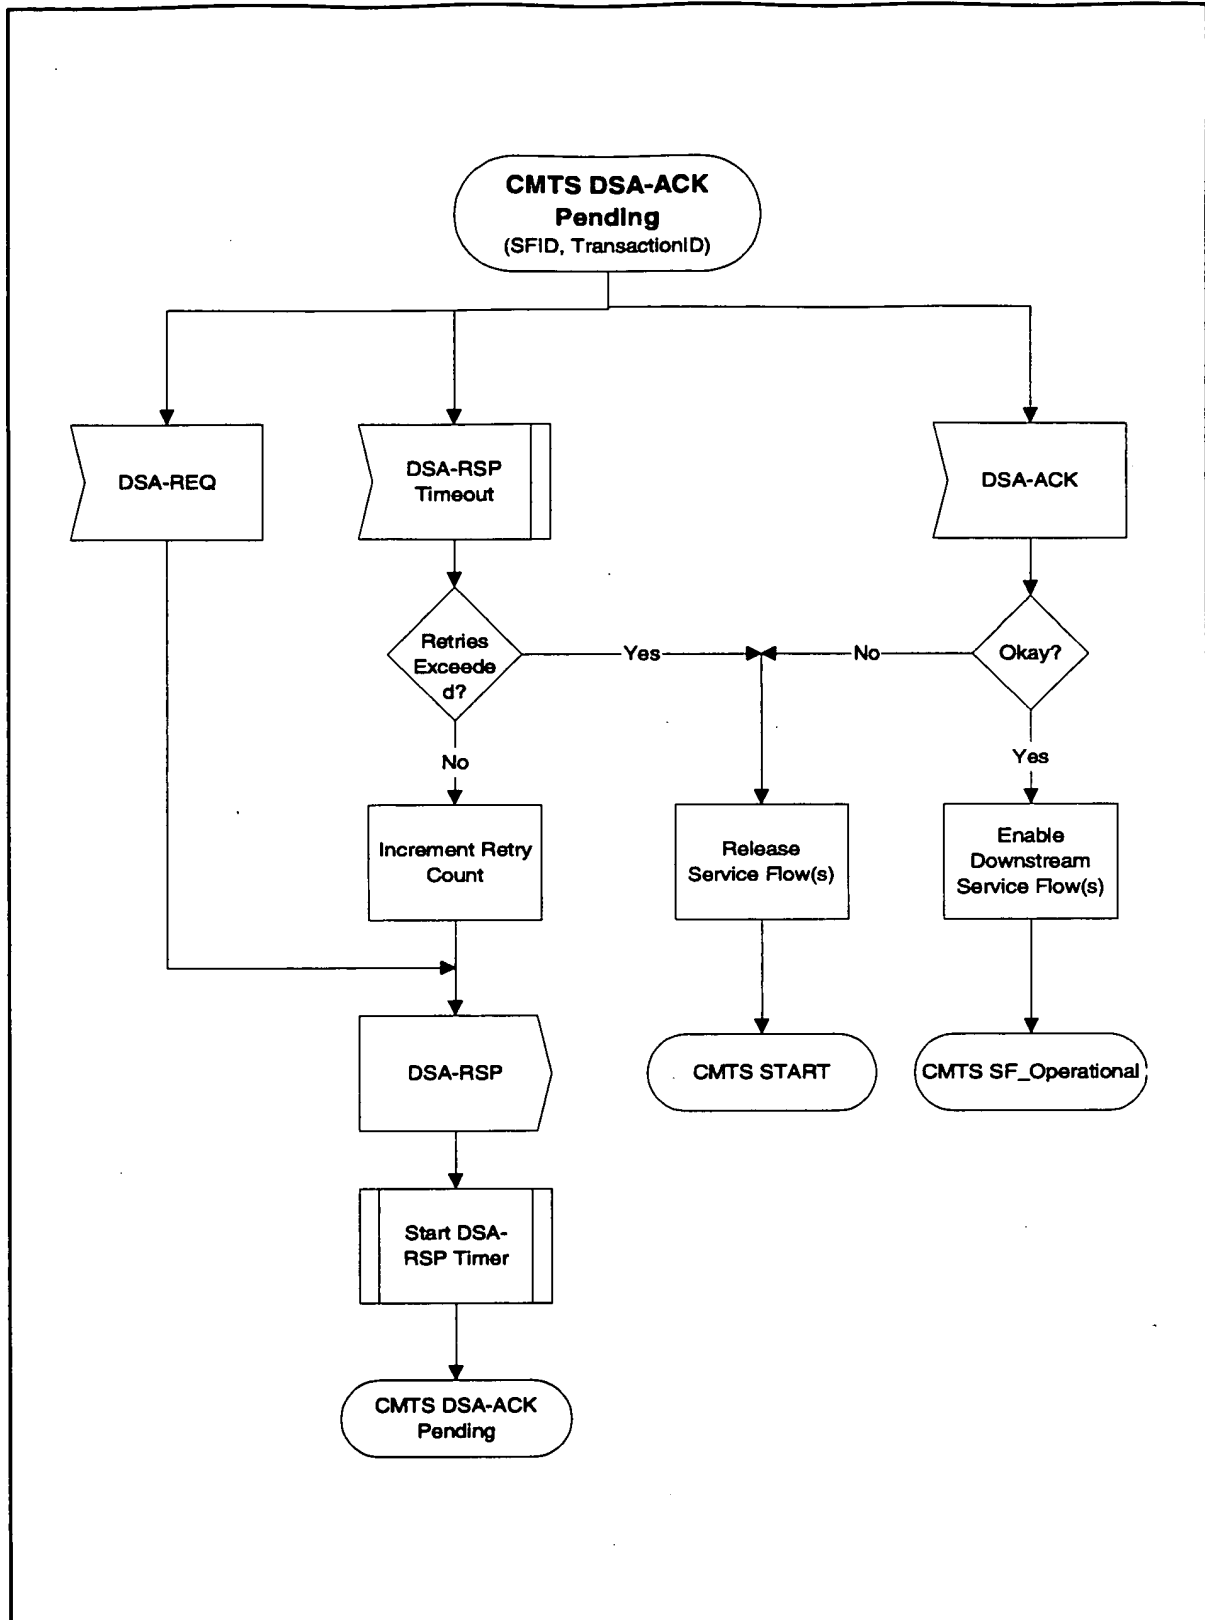 CMTS DSA-ACK
Pending
(SFID, TransactionID)
DSA-REQ
DSA-RSP
Timeout
DSA-ACK
Retries
Exceede
d?
Yes
No
Okay?
No
Yes
Increment Retry
Count
Release
Service Flow(s)
Enable
Downstream
Service Flow(s)
DSA-RSP
CMTS START
CMTS SF_Operational
Start DSA-
RSP Timer
CMTS DSA-ACK
Pending